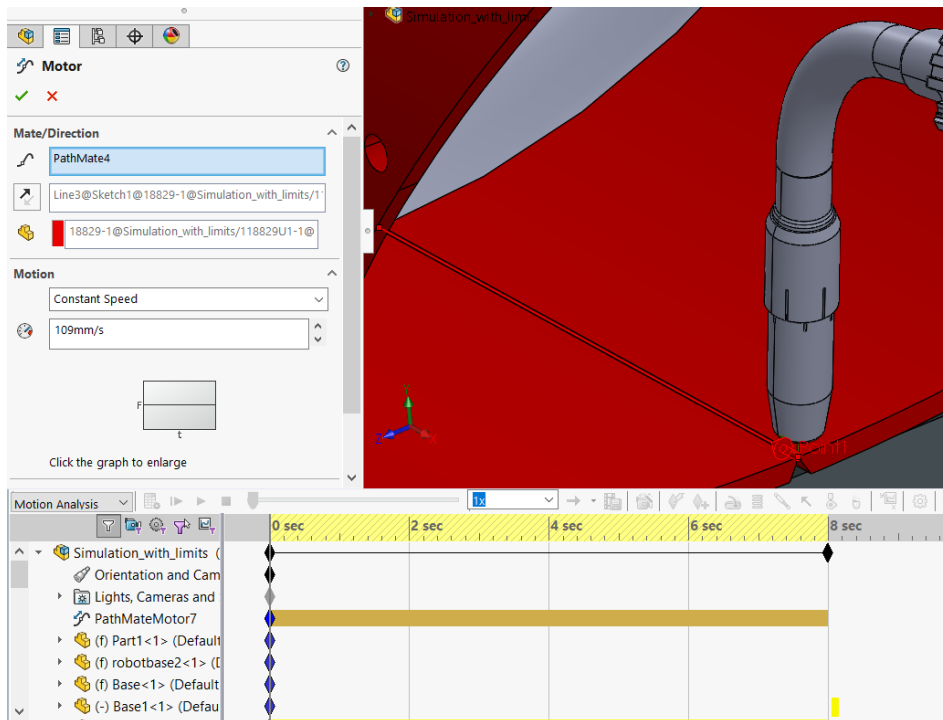 Simulation_with_limi...
Motor
Mate/Direction
PathMate4
Line3@Sketch1@18829-1@Simulation_with_limits/1
18829-1@Simulation_with_limits/118829U1-1@
Motion
Constant Speed
109mm/s
F
t
Click the graph to enlarge
Y
Z
X
Point1
Motion Analysis
1x
0 sec
2 sec
4 sec
6 sec
8 sec
Simulation_with_limits (
Orientation and Cam
Lights, Cameras and
PathMateMotor7
(f) Part1<1> (Default
(f) robotbase2<1> (D
(f) Base<1> (Default
(-) Base1<1> (Defau